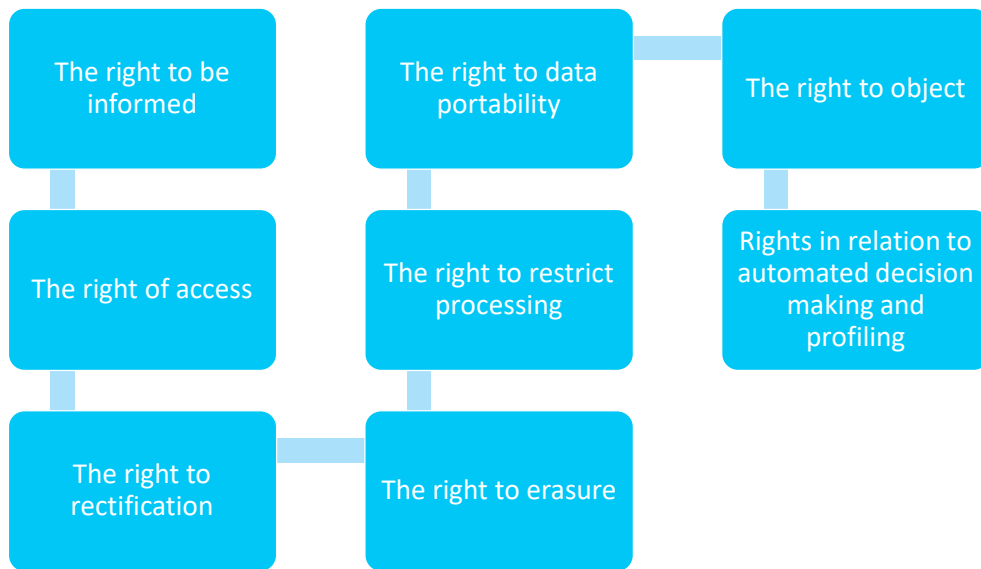 The right to be
informed
The right of access
The right to
rectification
The right to erasure
The right to restrict
processing
The right to data
portability
The right to object
Rights in relation to
automated decision
making and
profiling